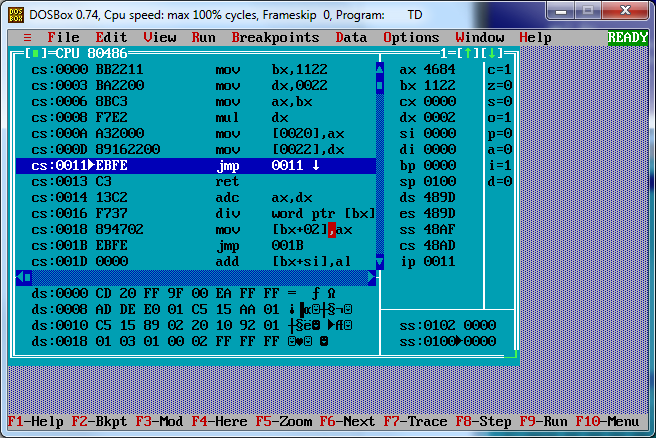 DOSBox 0.74, Cpu speed: max 100% cycles, Frameskip 0, Program: TD
≡ File Edit View Run Breakpoints Data Options Window Help READY
[■]=CPU 80486 1=[↑][↓]
cs:0000 BB2211 mov bx,1122 ax 4684 c=1
cs:0003 BA2200 mov dx,0022 bx 1122 z=0
cs:0006 8BC3 mov ax,bx cx 0000 s=0
cs:0008 F7E2 mul dx dx 0002 o=1
cs:000A A32000 mov [0020],ax si 0000 p=0
cs:000D 89162200 mov [0022],dx di 0000 a=0
cs:0011►EBFE jmp 0011 ↓ bp 0000 i=1
cs:0013 C3 ret sp 0100 d=0
cs:0014 13C2 adc ax,dx ds 489D
cs:0016 F737 div word ptr [bx] es 489D
cs:0018 894702 mov [bx+02],ax ss 48AF
cs:001B EBFE jmp 001B cs 48AD
cs:001D 0000 add [bx+si],al ip 0011
ds:0000 CD 20 FF 9F 00 EA FF FF = ƒ Ω
ds:0008 AD DE E0 01 C5 15 AA 01
ds:0010 C5 15 89 02 20 10 92 01 ss:0102 0000
ds:0018 01 03 01 00 02 FF FF FF ss:0100►0000
F1-Help F2-Bkpt F3-Mod F4-Here F5-Zoom F6-Next F7-Trace F8-Step F9-Run F10-Menu